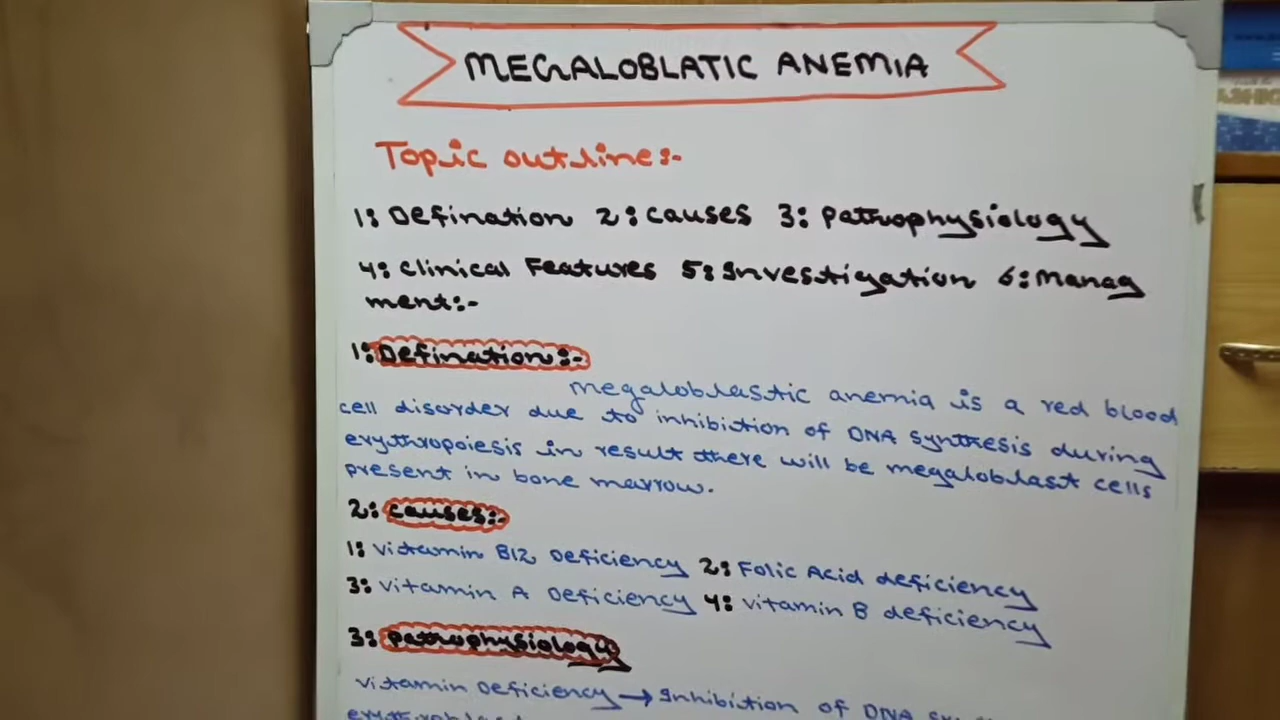 MEGALOBLATIC ANEMIA
Topic outline:-
1: Defination 2: Causes 3: Pathophysiology
4: Clinical Features 5: Investigation 6: Manag
ment:-
1: Defination:-
Megaloblastic anemia is a red blood
cell disorder due to inhibition of DNA synthesis during
erythropoiesis in result there will be megaloblast cells
present in bone marrow.
2: Causes:-
1: Vitamin B12 Deficiency 2: Folic Acid deficiency
3: Vitamin A Deficiency 4: Vitamin B deficiency
3: Pathophysiology
Vitamin Deficiency → Inhibition of DNA